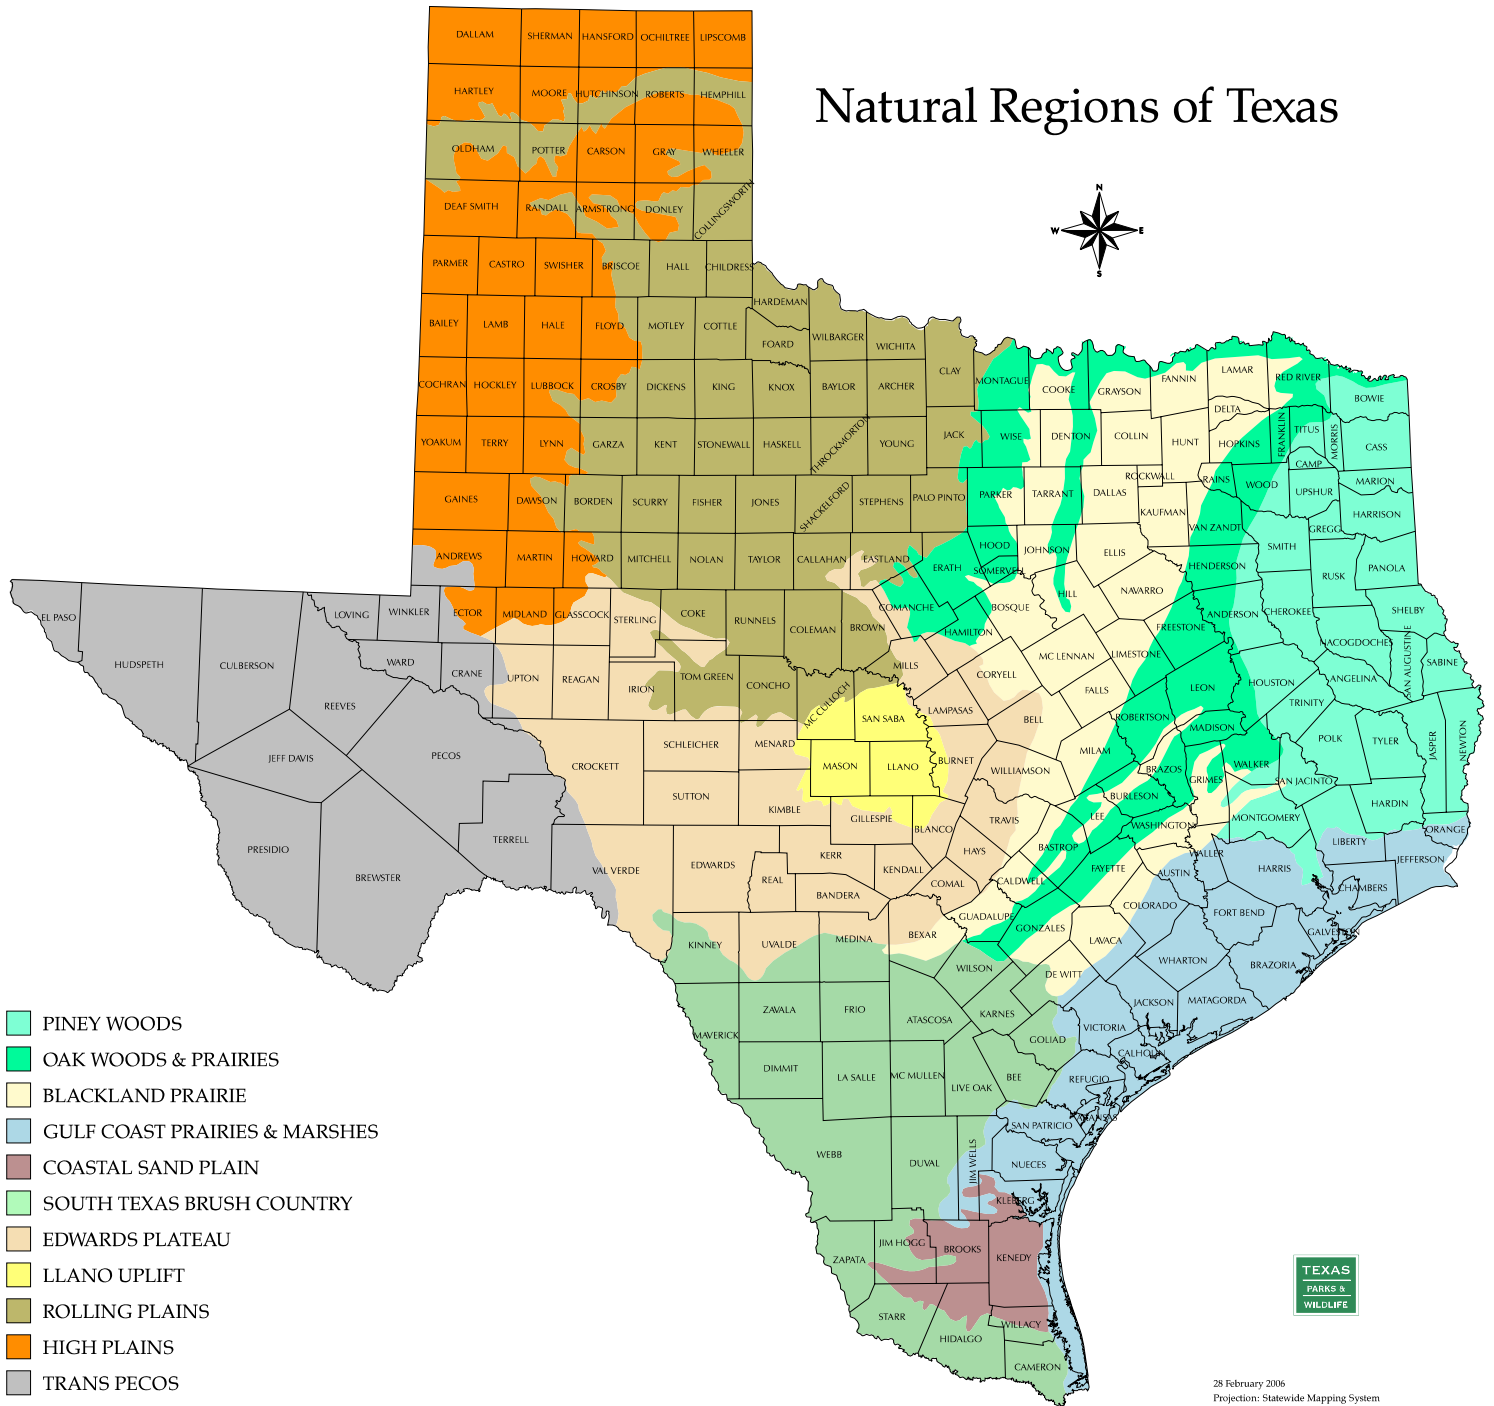 Natural Regions of Texas
N
W E
S
DALLAM SHERMAN HANSFORD OCHILTREE LIPSCOMB
HARTLEY MOORE HUTCHINSON ROBERTS HEMPHILL
OLDHAM POTTER CARSON GRAY WHEELER
DEAF SMITH RANDALL ARMSTRONG DONLEY COLLINGSWORTH
PARMER CASTRO SWISHER BRISCOE HALL CHILDRESS
HARDEMAN
BAILEY LAMB HALE FLOYD MOTLEY COTTLE FOARD WILBARGER WICHITA
COCHRAN HOCKLEY LUBBOCK CROSBY DICKENS KING KNOX BAYLOR ARCHER CLAY MONTAGUE COOKE GRAYSON FANNIN LAMAR RED RIVER BOWIE
DELTA
YOAKUM TERRY LYNN GARZA KENT STONEWALL HASKELL THROCKMORTON YOUNG JACK WISE DENTON COLLIN HUNT HOPKINS FRANKLIN TITUS MORRIS CASS
CAMP
GAINES DAWSON BORDEN SCURRY FISHER JONES SHACKELFORD STEPHENS PALO PINTO PARKER TARRANT DALLAS ROCKWALL RAINS WOOD UPSHUR MARION
KAUFMAN VAN ZANDT GREGG HARRISON
ANDREWS MARTIN HOWARD MITCHELL NOLAN TAYLOR CALLAHAN EASTLAND ERATH HOOD JOHNSON ELLIS HENDERSON SMITH RUSK PANOLA
SOMERVELL
EL PASO HUDSPETH CULBERSON LOVING WINKLER ECTOR MIDLAND GLASSCOCK STERLING COKE RUNNELS COLEMAN BROWN COMANCHE HAMILTON BOSQUE HILL NAVARRO FREESTONE ANDERSON CHEROKEE SHELBY
REEVES WARD CRANE UPTON REAGAN IRION TOM GREEN CONCHO MC CULLOCH MILLS CORYELL MC LENNAN LIMESTONE NACOGDOCHES SAN AUGUSTINE SABINE
SAN SABA LAMPASAS BELL FALLS ROBERTSON LEON HOUSTON ANGELINA TRINITY
JEFF DAVIS PECOS CROCKETT SCHLEICHER MENARD MASON LLANO BURNET WILLIAMSON MILAM BRAZOS MADISON GRIMES WALKER POLK TYLER JASPER NEWTON
SAN JACINTO
SUTTON KIMBLE GILLESPIE BLANCO TRAVIS LEE BURLESON WASHINGTON MONTGOMERY HARDIN
PRESIDIO BREWSTER TERRELL VAL VERDE EDWARDS REAL KERR KENDALL HAYS BASTROP FAYETTE AUSTIN WALLER HARRIS LIBERTY ORANGE
JEFFERSON
BANDERA COMAL CALDWELL COLORADO FORT BEND CHAMBERS
KINNEY UVALDE MEDINA BEXAR GUADALUPE GONZALES LAVACA WHARTON BRAZORIA GALVESTON
WILSON DE WITT
MAVERICK ZAVALA FRIO ATASCOSA KARNES GOLIAD VICTORIA JACKSON MATAGORDA
DIMMIT LA SALLE MC MULLEN LIVE OAK BEE REFUGIO CALHOUN
WEBB DUVAL JIM WELLS SAN PATRICIO ARANSAS
NUECES
KLEBERG
ZAPATA JIM HOGG BROOKS KENEDY
STARR HIDALGO WILLACY
CAMERON
PINEY WOODS
OAK WOODS & PRAIRIES
BLACKLAND PRAIRIE
GULF COAST PRAIRIES & MARSHES
COASTAL SAND PLAIN
SOUTH TEXAS BRUSH COUNTRY
EDWARDS PLATEAU
LLANO UPLIFT
ROLLING PLAINS
HIGH PLAINS
TRANS PECOS
TEXAS
PARKS &
WILDLIFE
28 February 2006
Projection: Statewide Mapping System